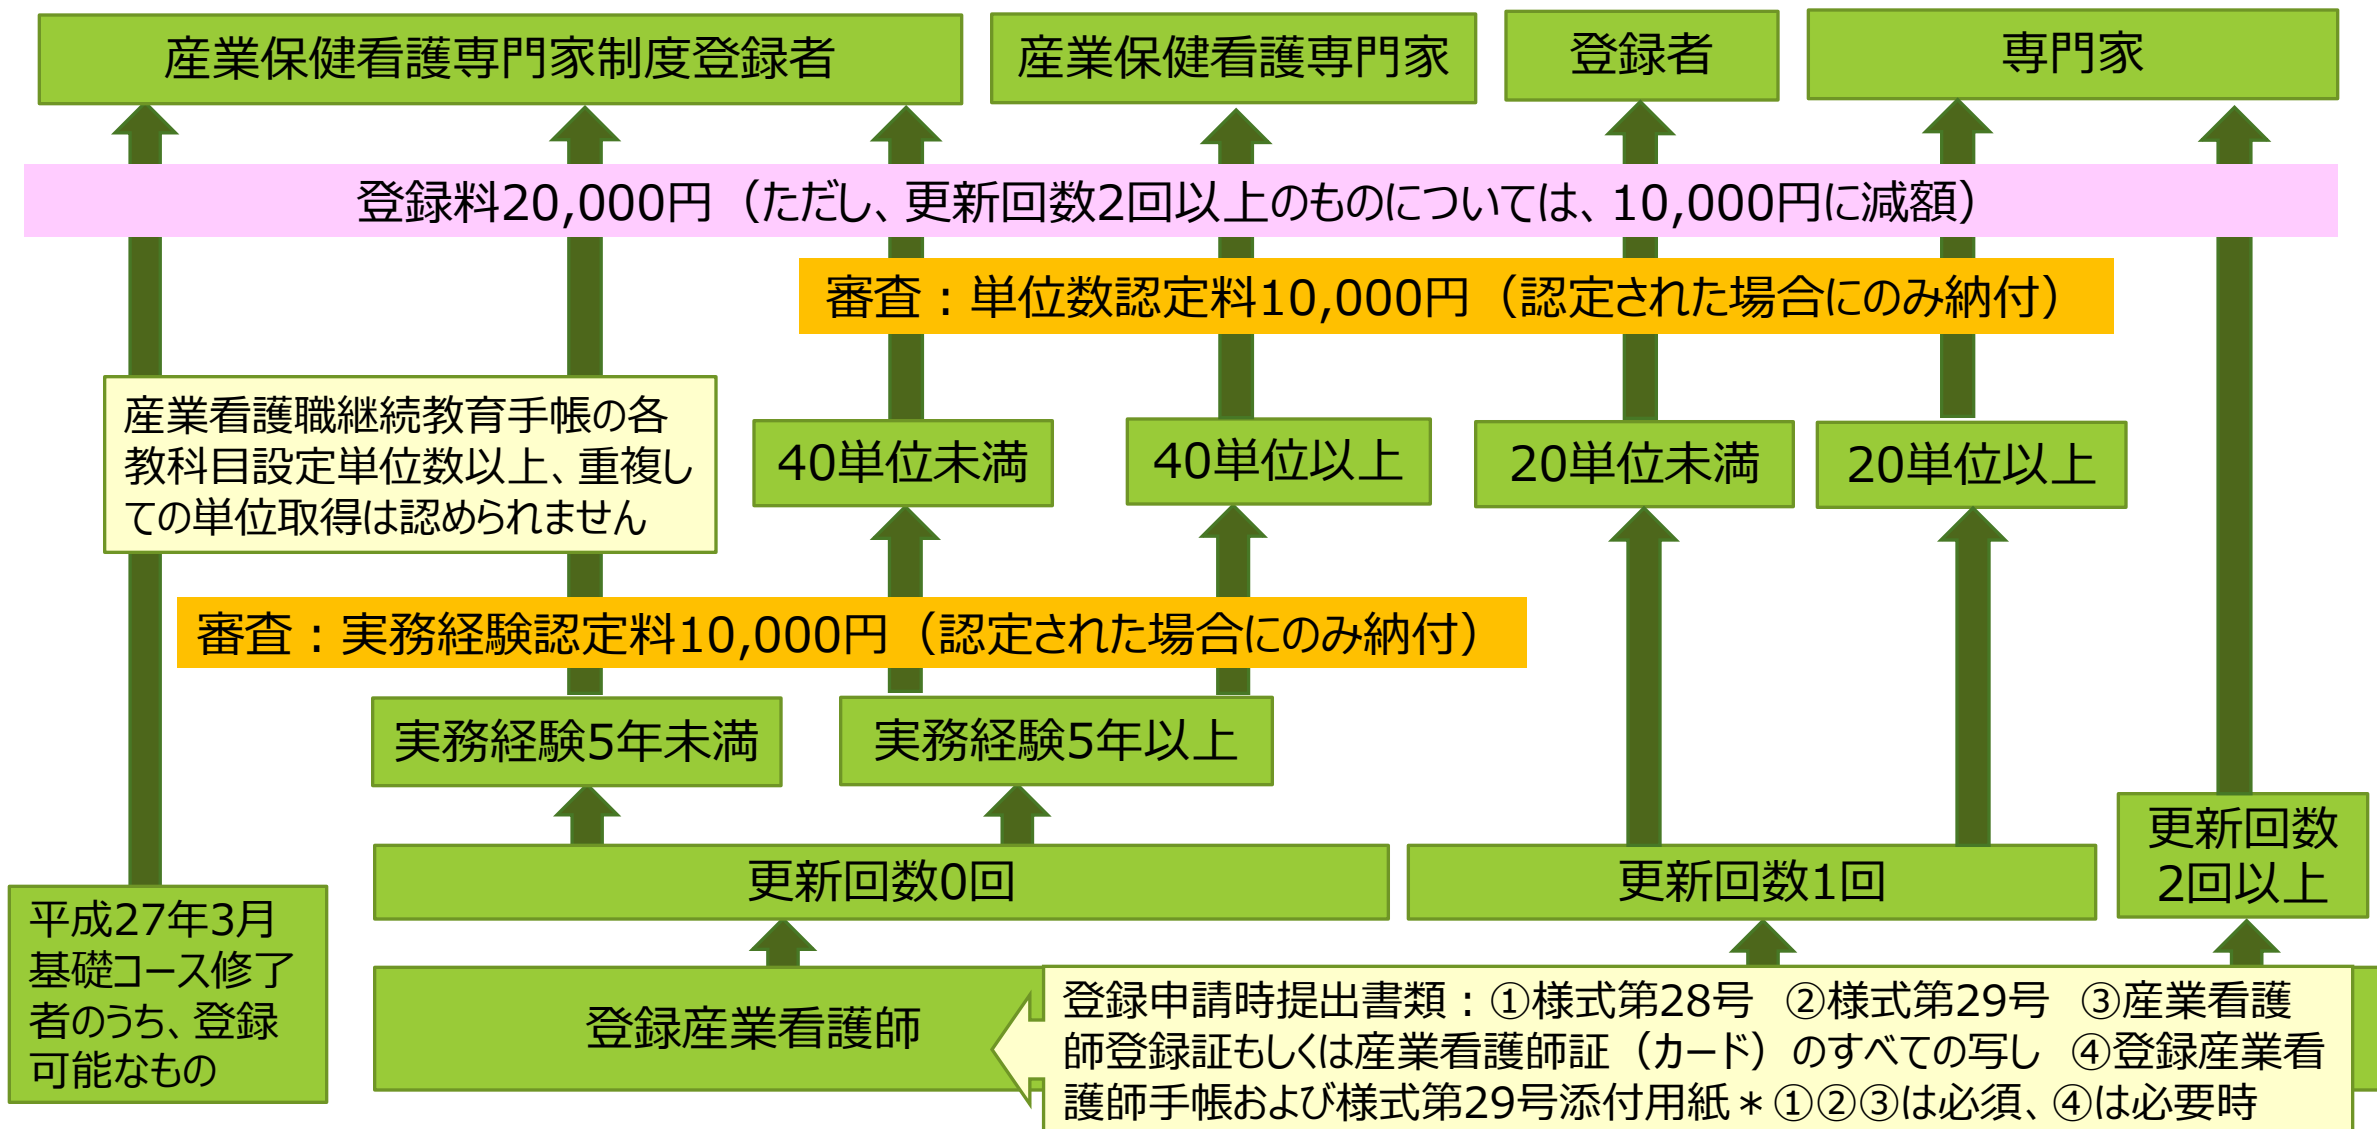 産業保健看護専門家制度登録者
産業保健看護専門家
登録者
専門家
登録料20,000円（ただし、更新回数2回以上のものについては、10,000円に減額）
審査：単位数認定料10,000円（認定された場合にのみ納付）
産業看護職継続教育手帳の各
教科目設定単位数以上、重複し
ての単位取得は認められません
40単位未満
40単位以上
20単位未満
20単位以上
審査：実務経験認定料10,000円（認定された場合にのみ納付）
実務経験5年未満
実務経験5年以上
更新回数0回
更新回数1回
更新回数
2回以上
平成27年3月
基礎コース修了
者のうち、登録
可能なもの
登録産業看護師
登録申請時提出書類：①様式第28号　②様式第29号　③産業看護
師登録証もしくは産業看護師証（カード）のすべての写し　④登録産業看
護師手帳および様式第29号添付用紙＊①②③は必須、④は必要時